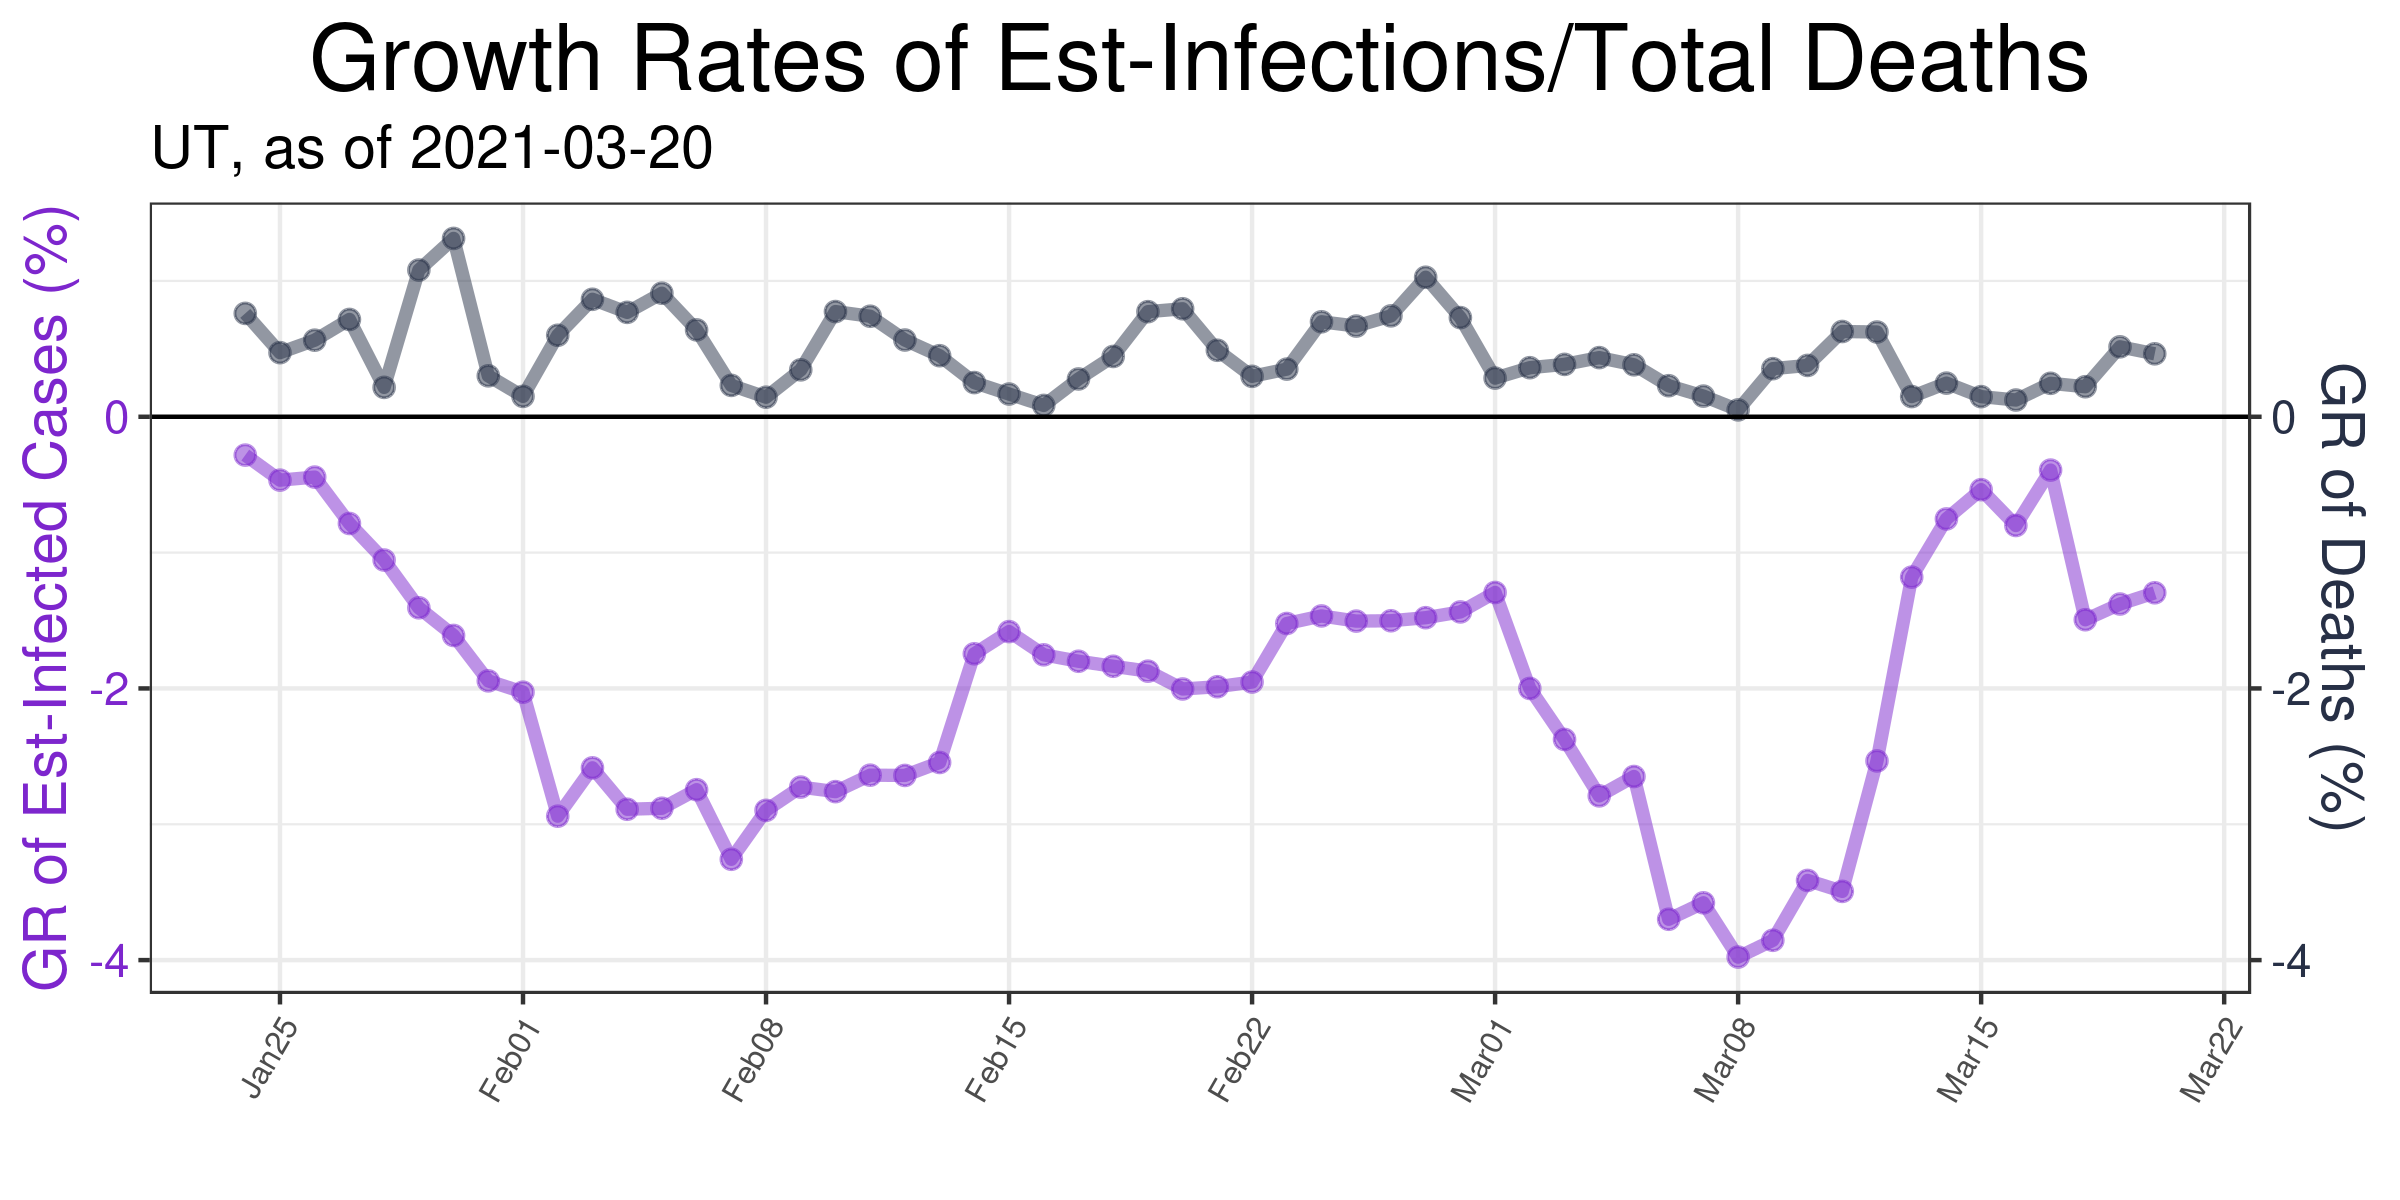 Growth Rates of Est-Infections/Total Deaths
UT, as of 2021-03-20
GR of Est-Infected Cases (%)
0
-2
-4
0
-2
-4
GR of Deaths (%)
Jan25
Feb01
Feb08
Feb15
Feb22
Mar01
Mar08
Mar15
Mar22